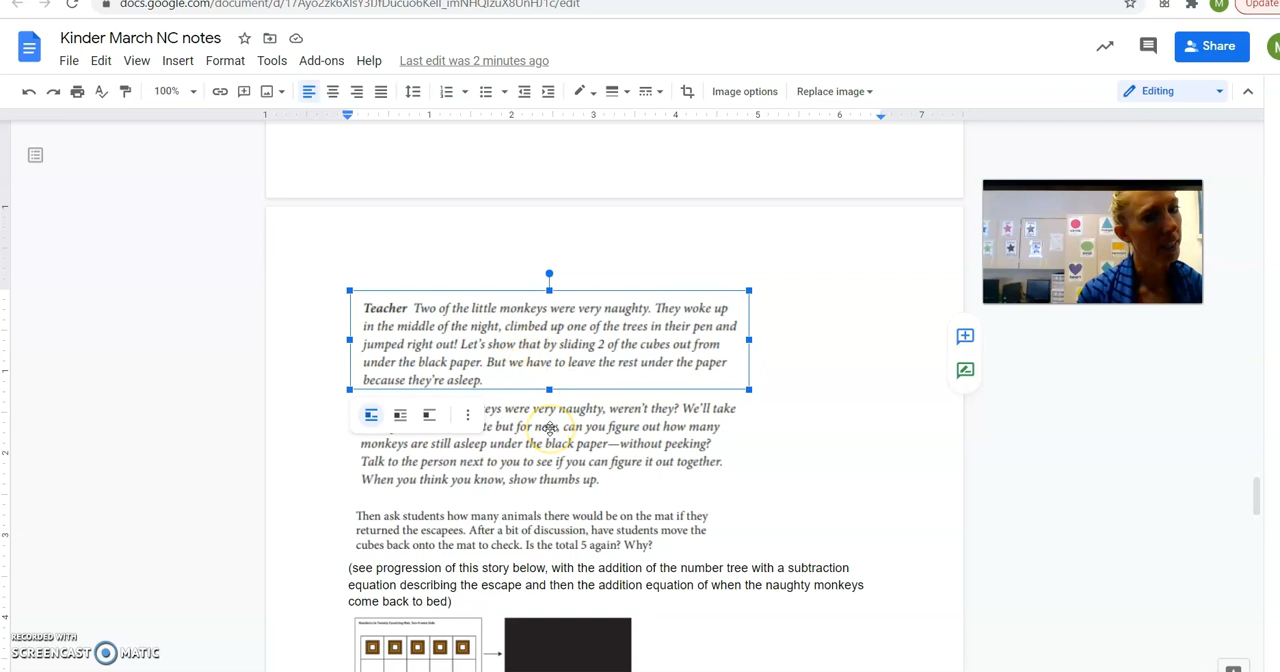 Kinder March NC notes
File Edit View Insert Format Tools Add-ons Help Last edit was 2 minutes ago
Share
M
Update
100%
Image options
Replace image
Editing
1 1 2 3 4 5 6 7
Teacher Two of the little monkeys were very naughty. They woke up
in the middle of the night, climbed up one of the trees in their pen and
jumped right out! Let's show that by sliding 2 of the cubes out from
under the black paper. But we have to leave the rest under the paper
because they're asleep.
were very naughty, weren't they? We'll take
but for now, can you figure out how many
monkeys are still asleep under the black paper—without peeking?
Talk to the person next to you to see if you can figure it out together.
When you think you know, show thumbs up.
Then ask students how many animals there would be on the mat if they
returned the escapees. After a bit of discussion, have students move the
cubes back onto the mat to check. Is the total 5 again? Why?
(see progression of this story below, with the addition of the number tree with a subtraction
equation describing the escape and then the addition equation of when the naughty monkeys
come back to bed)
RECORDED WITH
SCREENCAST MATIC